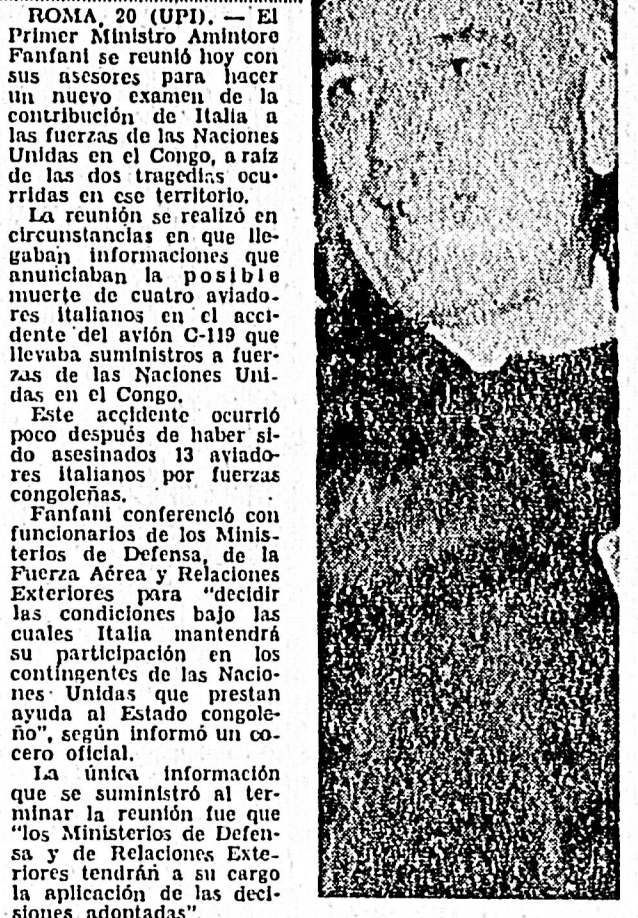 ROMA, 20 (UPI). — El
Primer Ministro Amintore
Fanfani se reunió hoy con
sus asesores para hacer
un nuevo examen de la
contribución de Italia a
las fuerzas de las Naciones
Unidas en el Congo, a raíz
de las dos tragedias ocu-
rridas en ese territorio.
La reunión se realizó en
circunstancias en que lle-
gaban informaciones que
anunciaban la posible
muerte de cuatro aviado-
res italianos en el acci-
dente del avión C-119 que
llevaba suministros a fuer-
zas de las Naciones Uni-
das en el Congo.
Este accidente ocurrió
poco después de haber si-
do asesinados 13 aviado-
res italianos por fuerzas
congoleñas.
Fanfani conferenció con
funcionarios de los Minis-
terios de Defensa, de la
Fuerza Aérea y Relaciones
Exteriores para "decidir
las condiciones bajo las
cuales Italia mantendrá
su participación en los
contingentes de las Nacio-
nes Unidas que prestan
ayuda al Estado congole-
ño", según informó un co-
cero oficial.
La única información
que se suministró al ter-
minar la reunión fue que
"los Ministerios de Defen-
sa y de Relaciones Exte-
riores tendrán a su cargo
la aplicación de las deci-
siones adoptadas".